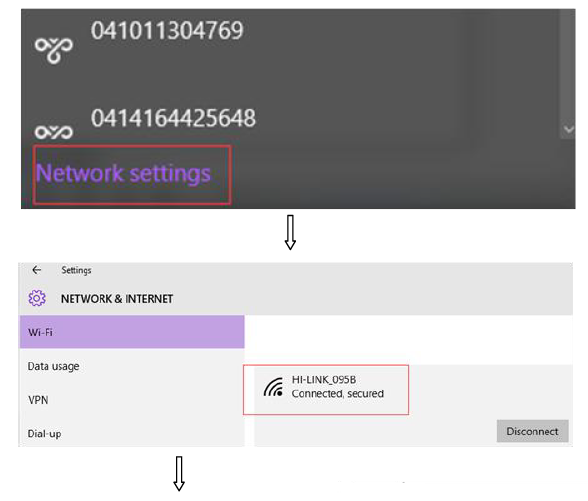 041011304769
0414164425648
Network settings
Settings
NETWORK & INTERNET
Wi-Fi
Data usage
VPN
Dial-up
HI-LINK_095B
Connected, secured
Disconnect